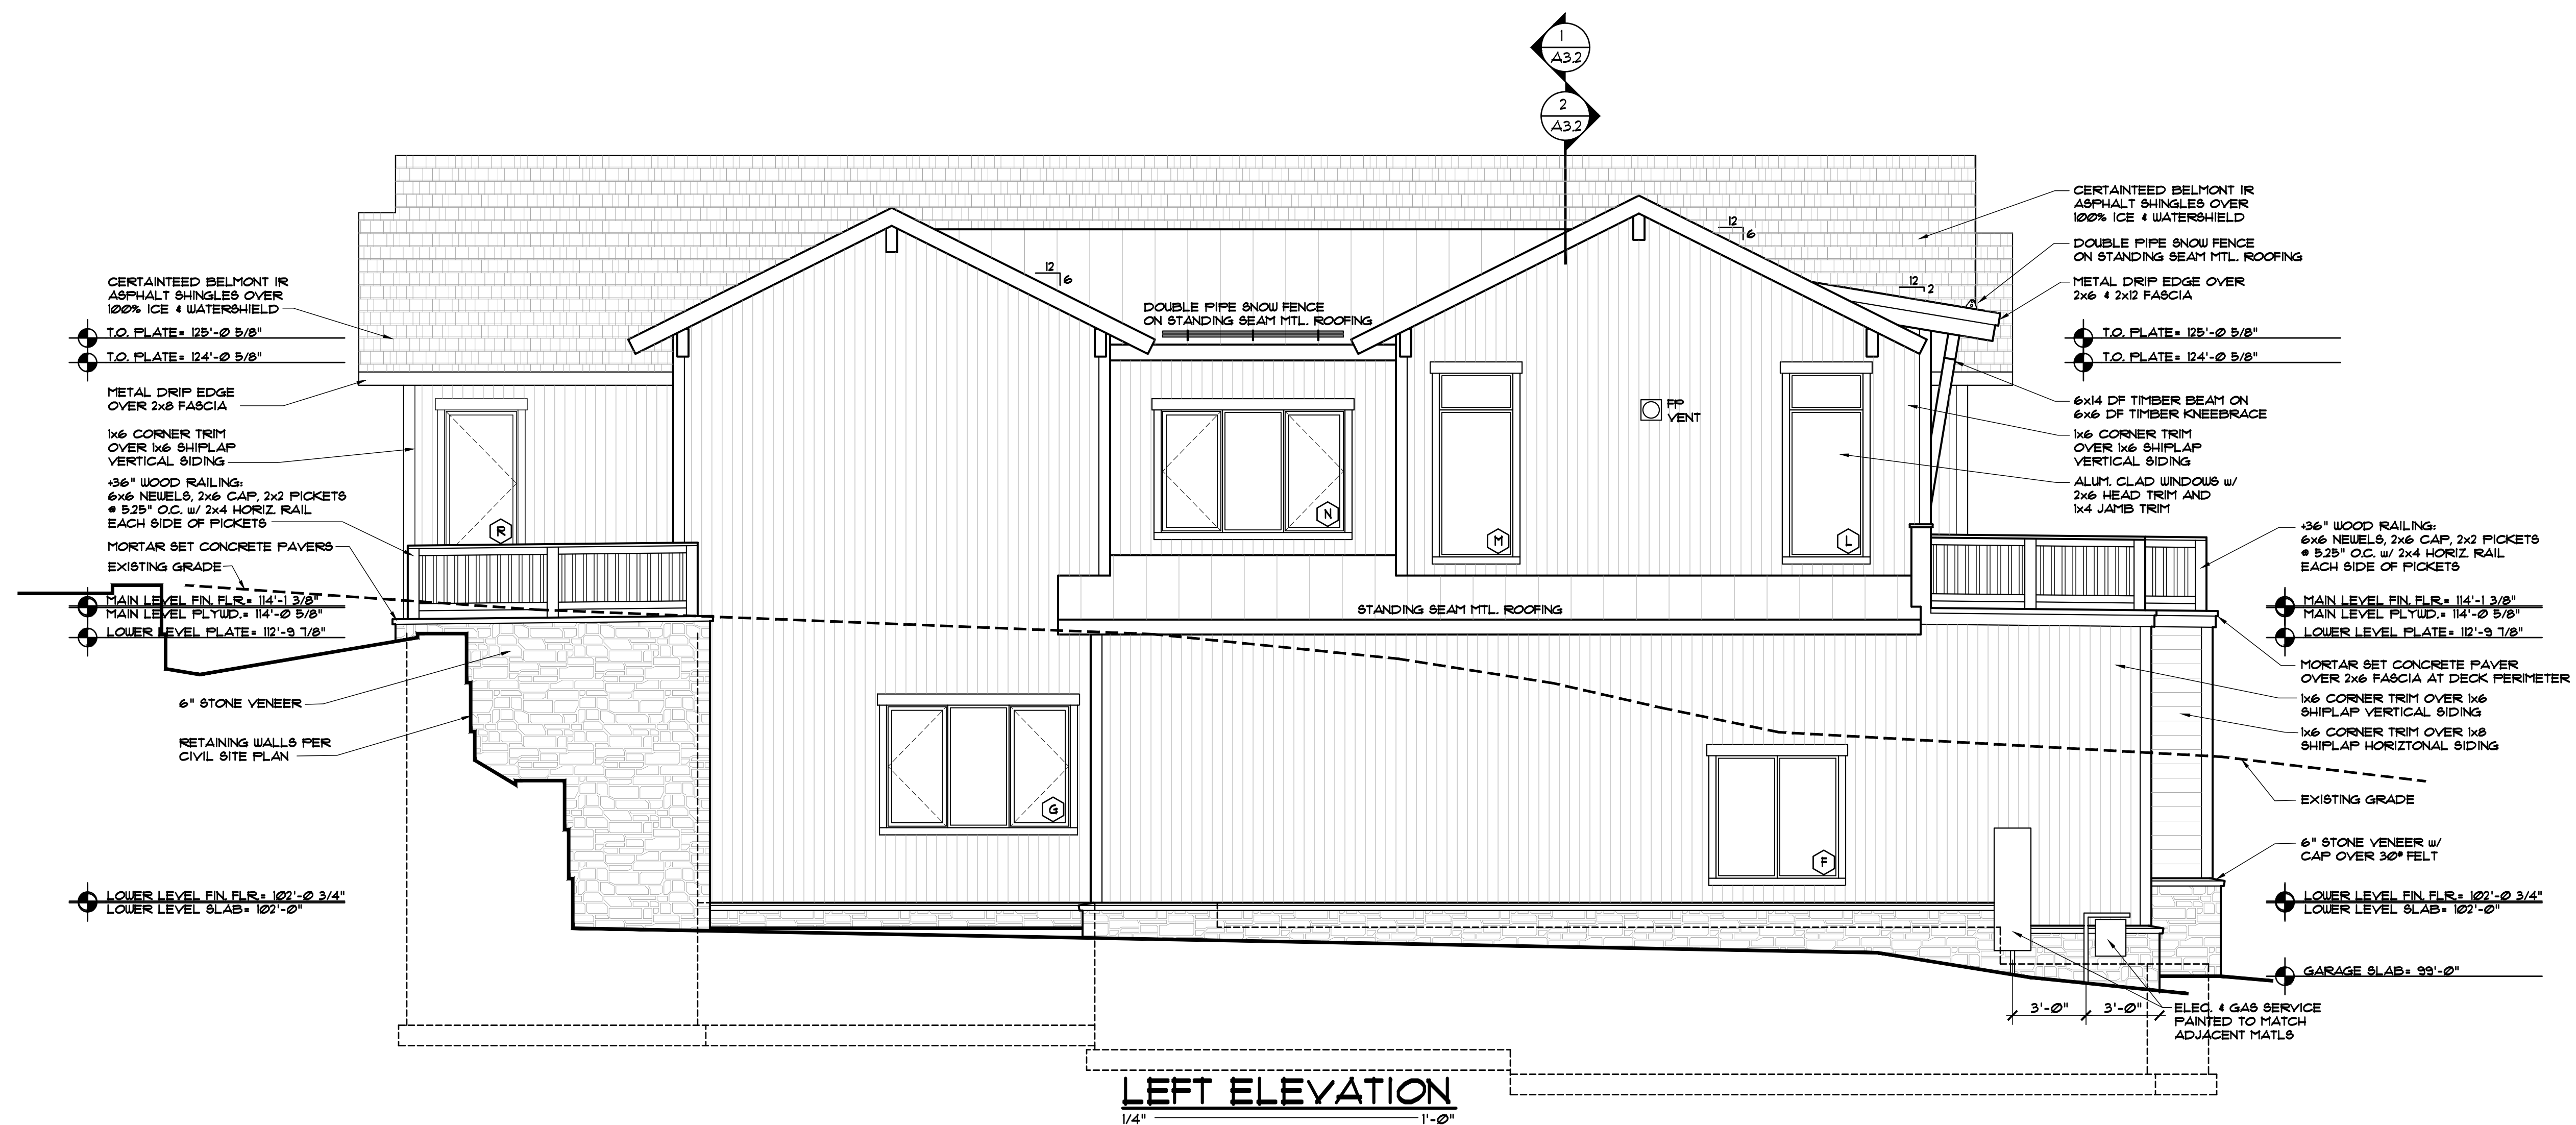 1
A3.2
2
A3.2
CERTAINTEED BELMONT IR
ASPHALT SHINGLES OVER
100% ICE & WATERSHIELD
T.O. PLATE= 125'-0 5/8"
T.O. PLATE= 124'-0 5/8"
METAL DRIP EDGE
OVER 2x8 FASCIA
1x6 CORNER TRIM
OVER 1x6 SHIPLAP
VERTICAL SIDING
+36" WOOD RAILING:
6x6 NEWELS, 2x6 CAP, 2x2 PICKETS
@ 5.25" O.C. w/ 2x4 HORIZ. RAIL
EACH SIDE OF PICKETS
MORTAR SET CONCRETE PAVERS
EXISTING GRADE
MAIN LEVEL FIN. FLR.= 114'-1 3/8"
MAIN LEVEL PLYWD.= 114'-0 5/8"
LOWER LEVEL PLATE= 112'-9 7/8"
6" STONE VENEER
RETAINING WALLS PER
CIVIL SITE PLAN
LOWER LEVEL FIN. FLR.= 102'-0 3/4"
LOWER LEVEL SLAB= 102'-0"
12
6
DOUBLE PIPE SNOW FENCE
ON STANDING SEAM MTL. ROOFING
12
6
12
2
FP
VENT
R
N
M
L
STANDING SEAM MTL. ROOFING
G
F
CERTAINTEED BELMONT IR
ASPHALT SHINGLES OVER
100% ICE & WATERSHIELD
DOUBLE PIPE SNOW FENCE
ON STANDING SEAM MTL. ROOFING
METAL DRIP EDGE OVER
2x6 & 2x12 FASCIA
T.O. PLATE= 125'-0 5/8"
T.O. PLATE= 124'-0 5/8"
6x14 DF TIMBER BEAM ON
6x6 DF TIMBER KNEEBRACE
1x6 CORNER TRIM
OVER 1x6 SHIPLAP
VERTICAL SIDING
ALUM. CLAD WINDOWS w/
2x6 HEAD TRIM AND
1x4 JAMB TRIM
+36" WOOD RAILING:
6x6 NEWELS, 2x6 CAP, 2x2 PICKETS
@ 5.25" O.C. w/ 2x4 HORIZ. RAIL
EACH SIDE OF PICKETS
MAIN LEVEL FIN. FLR.= 114'-1 3/8"
MAIN LEVEL PLYWD.= 114'-0 5/8"
LOWER LEVEL PLATE= 112'-9 7/8"
MORTAR SET CONCRETE PAVER
OVER 2x6 FASCIA AT DECK PERIMETER
1x6 CORNER TRIM OVER 1x6
SHIPLAP VERTICAL SIDING
1x6 CORNER TRIM OVER 1x8
SHIPLAP HORIZTONAL SIDING
EXISTING GRADE
6" STONE VENEER w/
CAP OVER 30# FELT
LOWER LEVEL FIN. FLR.= 102'-0 3/4"
LOWER LEVEL SLAB= 102'-0"
GARAGE SLAB= 99'-0"
3'-0"
3'-0"
ELEC. & GAS SERVICE
PAINTED TO MATCH
ADJACENT MATLS
LEFT ELEVATION
1/4" 1'-0"